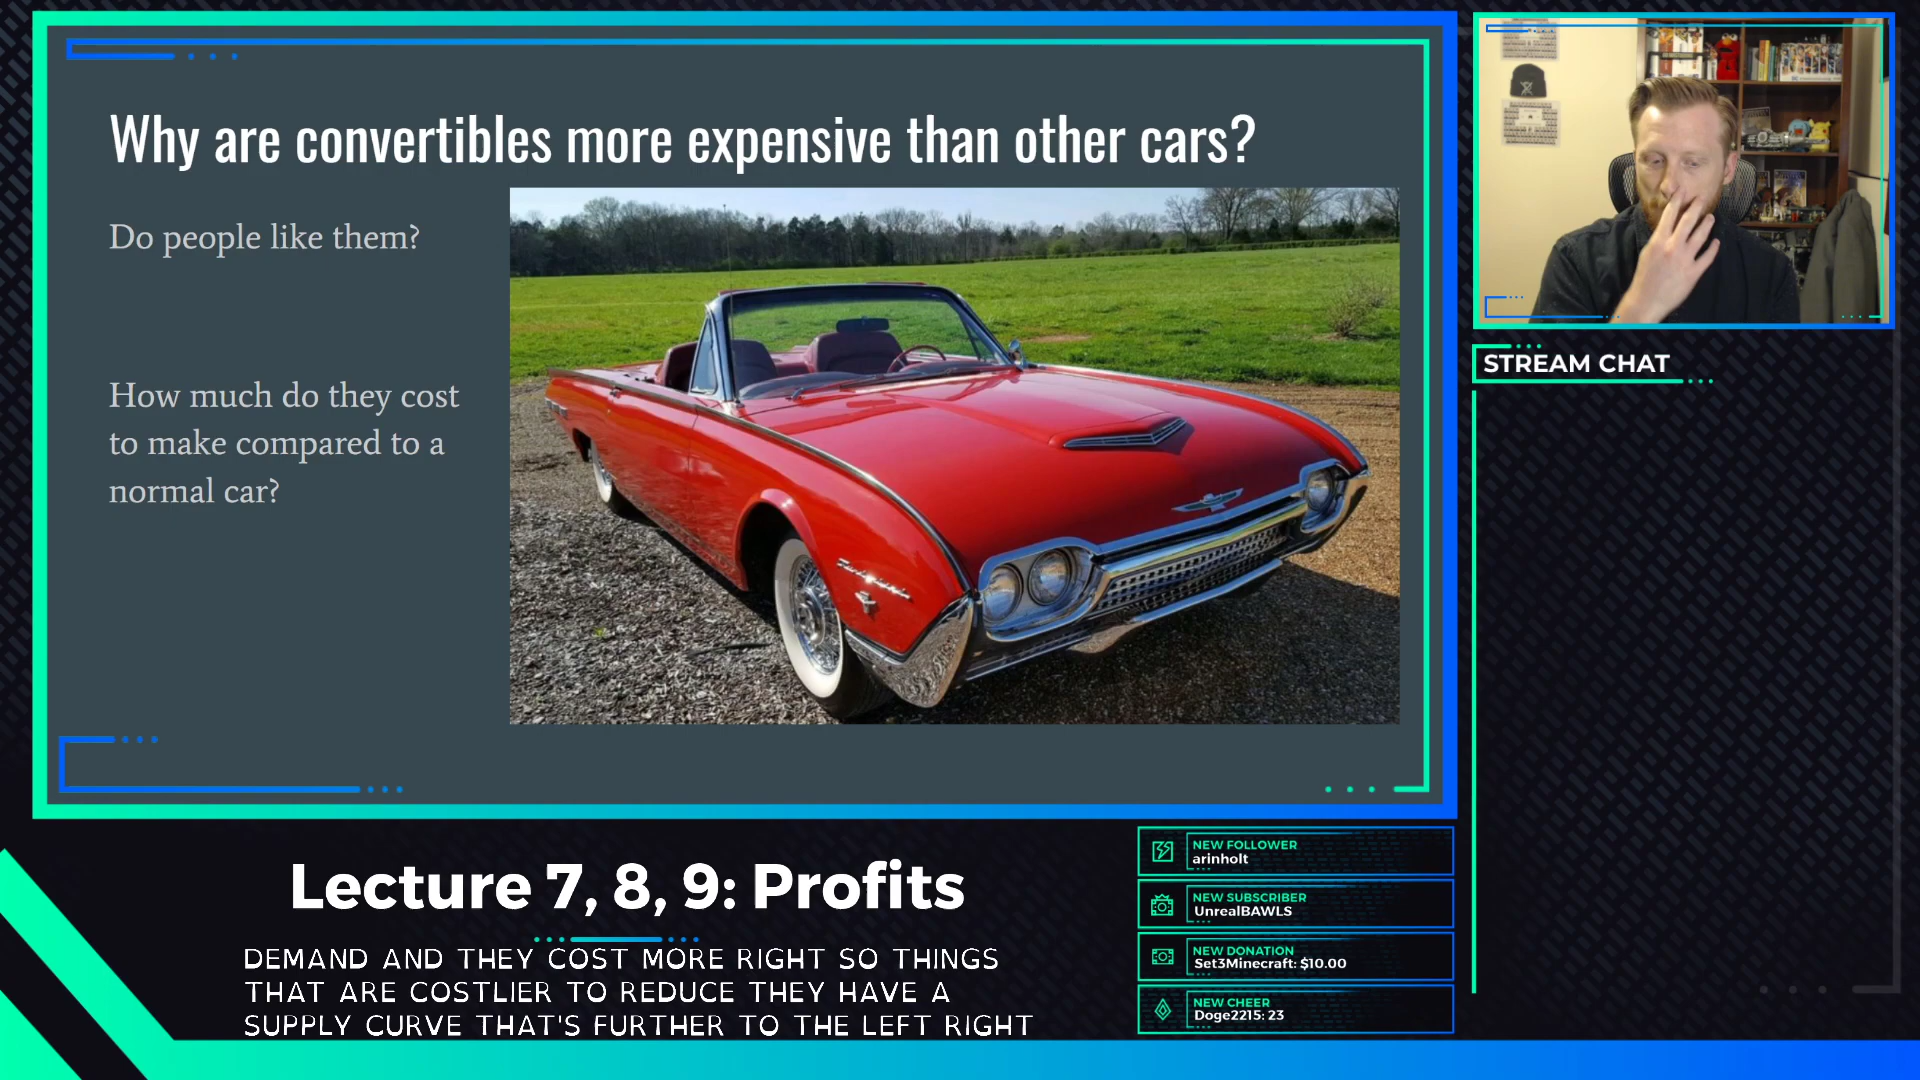 Why are convertibles more expensive than other cars?
Do people like them?
How much do they cost
to make compared to a
normal car?
STREAM CHAT
Lecture 7, 8, 9: Profits
DEMAND AND THEY COST MORE RIGHT SO THINGS
THAT ARE COSTLIER TO REDUCE THEY HAVE A
SUPPLY CURVE THAT'S FURTHER TO THE LEFT RIGHT
NEW FOLLOWER
arinholt
NEW SUBSCRIBER
UnrealBAWLS
NEW DONATION
Set3Minecraft: $10.00
NEW CHEER
Doge2215: 23